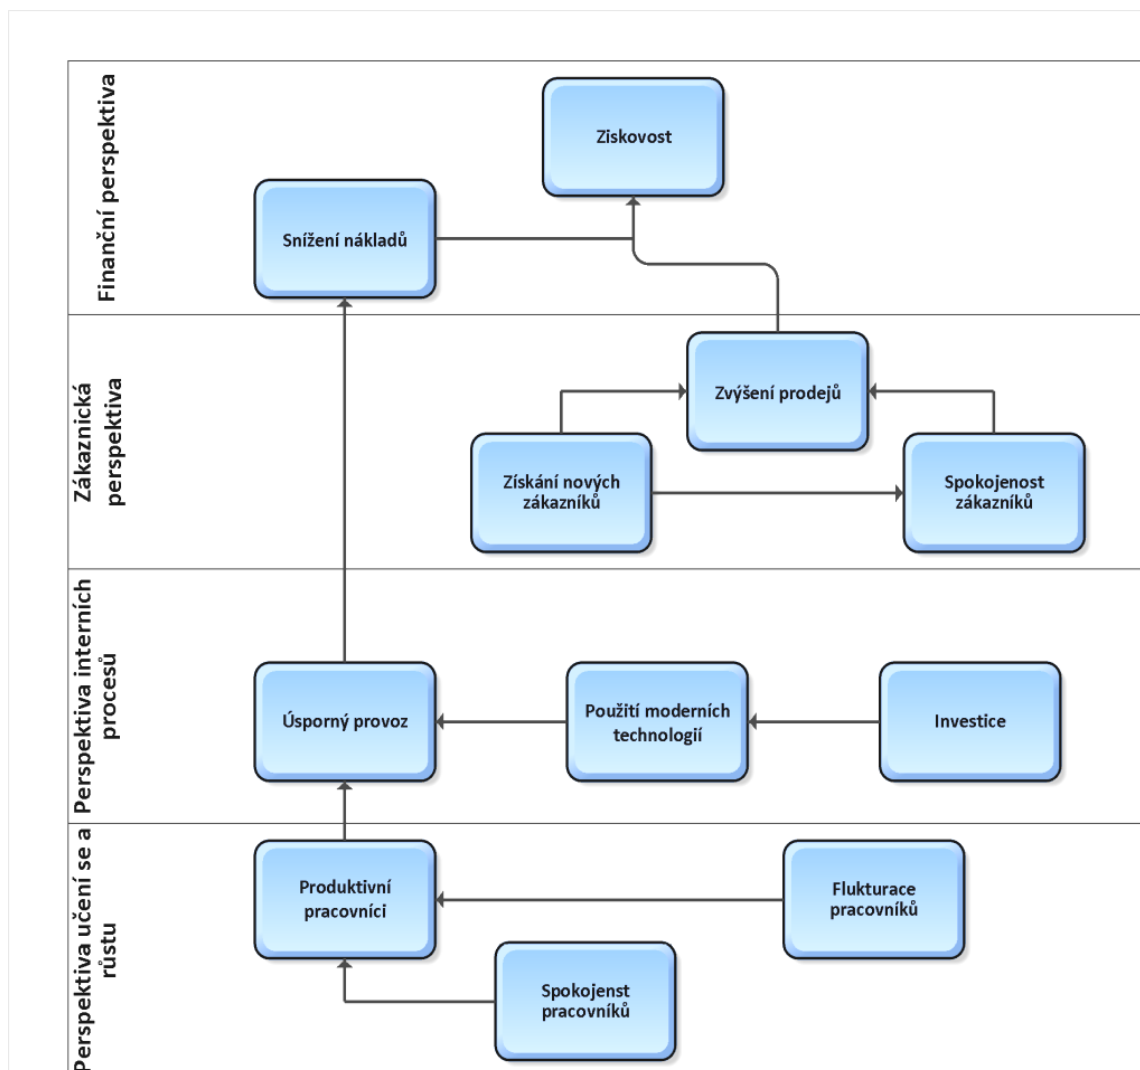 Finanční perspektiva
Ziskovost
Snížení nákladů
Zákaznická
perspektiva
Zvýšení prodejů
Získání nových
zákazníků
Spokojenost
zákazníků
Perspektiva interních
procesů
Úsporný provoz
Použití moderních
technologií
Investice
Perspektiva učení se a
růstu
Produktivní
pracovníci
Flukturace
pracovníků
Spokojenst
pracovníků